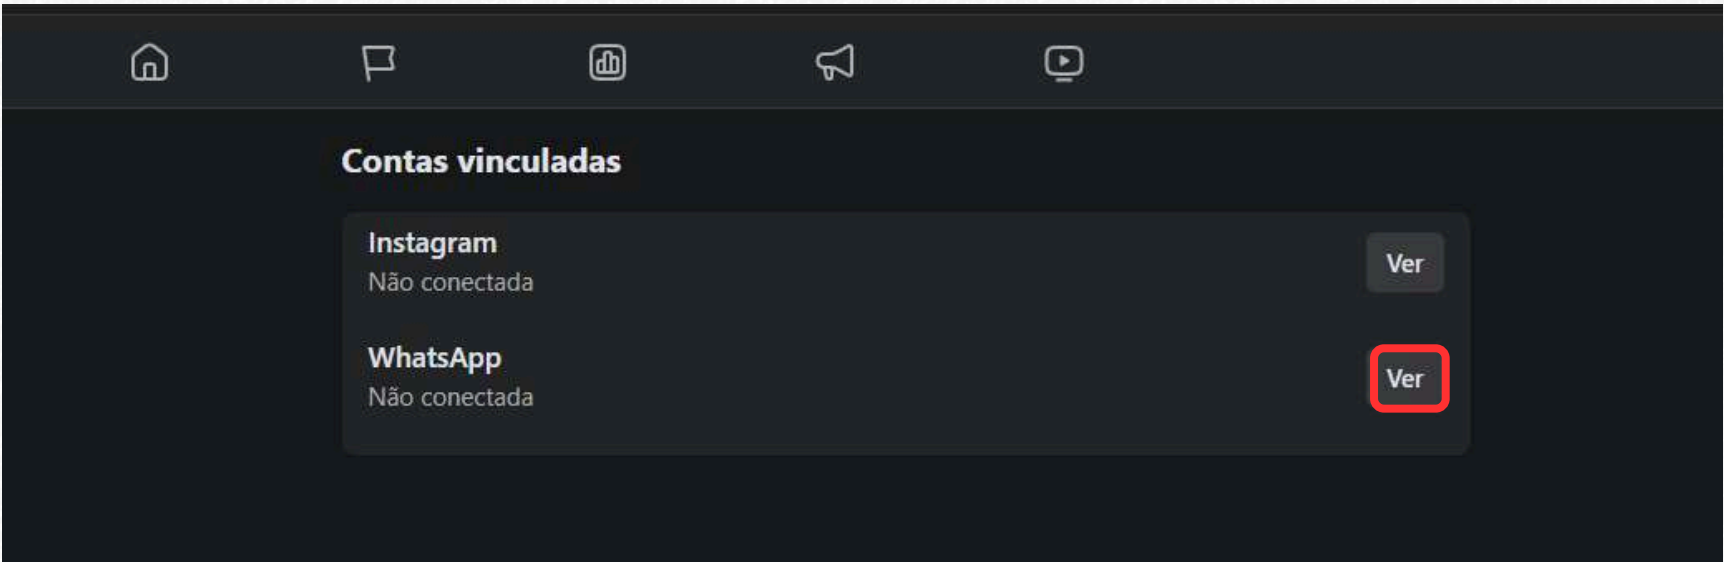 Contas vinculadas
Instagram
Não conectada
Ver
WhatsApp
Não conectada
Ver